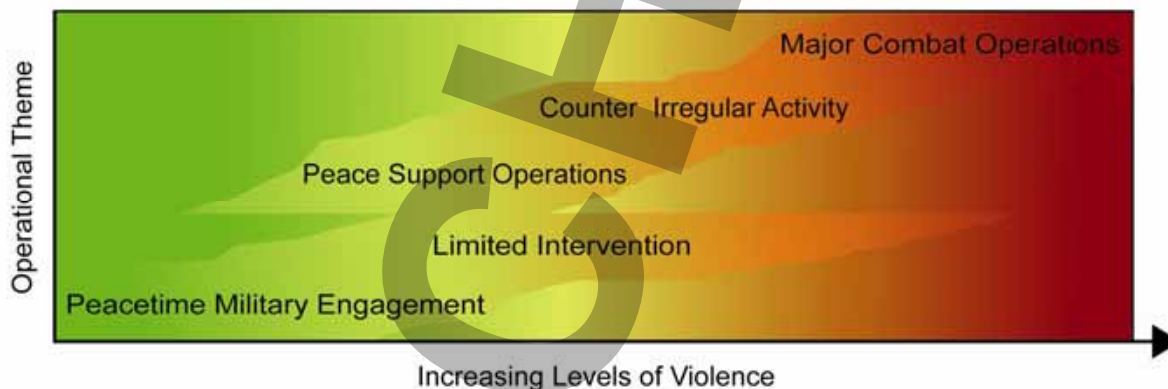 Major Combat Operations
Counter Irregular Activity
Peace Support Operations
Limited Intervention
Peacetime Military Engagement
Operational Theme
Increasing Levels of Violence